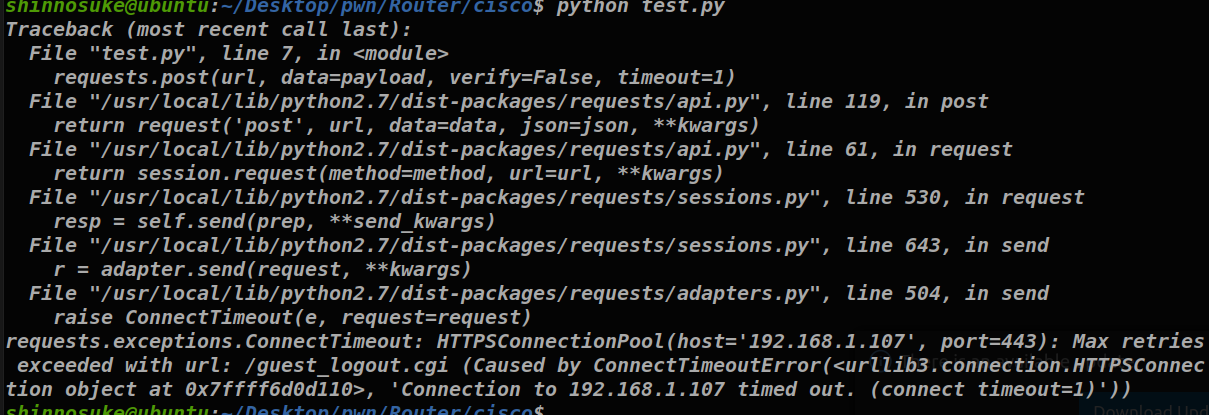 shinnosuke@ubuntu:~/Desktop/pwn/Router/cisco$ python test.py
Traceback (most recent call last):
  File "test.py", line 7, in <module>
    requests.post(url, data=payload, verify=False, timeout=1)
  File "/usr/local/lib/python2.7/dist-packages/requests/api.py", line 119, in post
    return request('post', url, data=data, json=json, **kwargs)
  File "/usr/local/lib/python2.7/dist-packages/requests/api.py", line 61, in request
    return session.request(method=method, url=url, **kwargs)
  File "/usr/local/lib/python2.7/dist-packages/requests/sessions.py", line 530, in request
    resp = self.send(prep, **send_kwargs)
  File "/usr/local/lib/python2.7/dist-packages/requests/sessions.py", line 643, in send
    r = adapter.send(request, **kwargs)
  File "/usr/local/lib/python2.7/dist-packages/requests/adapters.py", line 504, in send
    raise ConnectTimeout(e, request=request)
requests.exceptions.ConnectTimeout: HTTPSConnectionPool(host='192.168.1.107', port=443): Max retries
 exceeded with url: /guest_logout.cgi (Caused by ConnectTimeoutError(<urllib3.connection.HTTPSConnec
tion object at 0x7ffff6d0d110>, 'Connection to 192.168.1.107 timed out. (connect timeout=1)'))
shinnosuke@ubuntu:~/Desktop/pwn/Router/cisco$